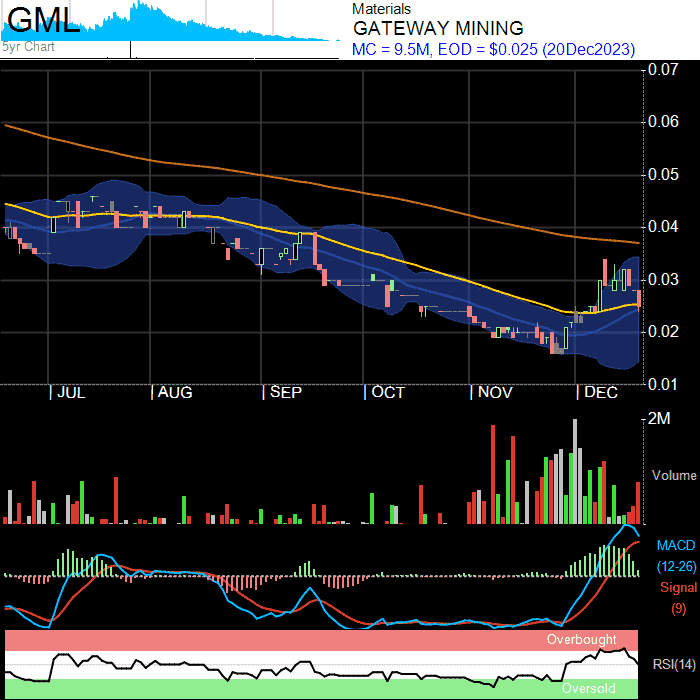 GML
5yr Chart
Materials
GATEWAY MINING
MC = 9.5M, EOD = $0.025 (20Dec2023)
0.07
0.06
0.05
0.04
0.03
0.02
0.01
| JUL | AUG | SEP | OCT | NOV | DEC
2M
Volume
MACD
(12-26)
Signal
(9)
Overbought
RSI(14)
Oversold